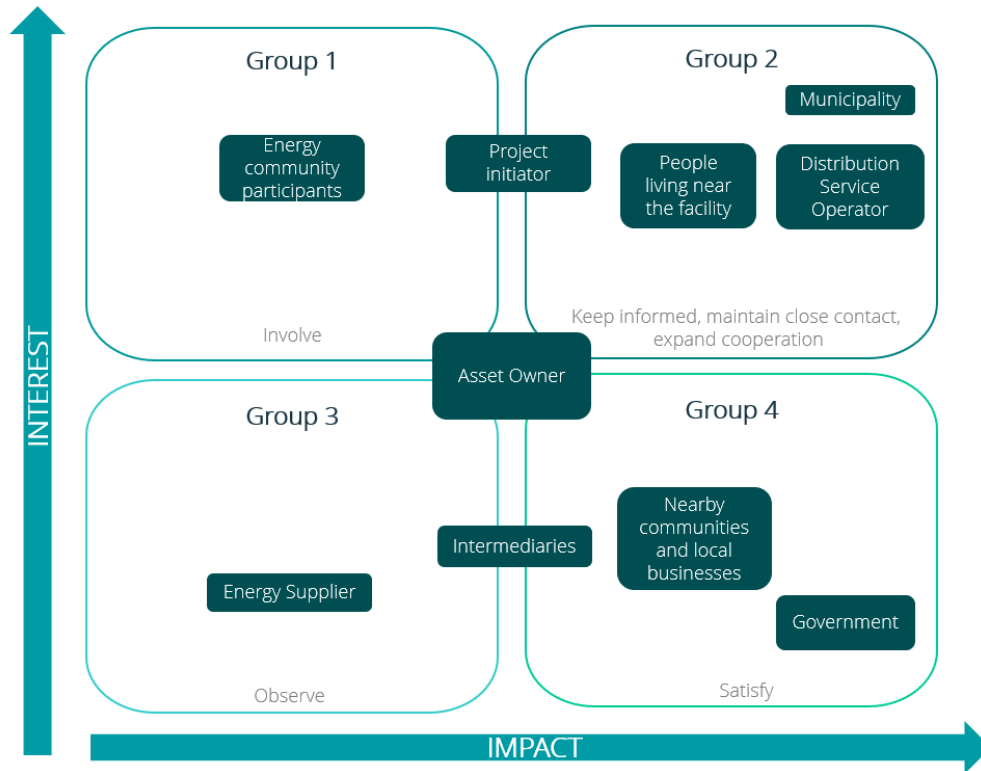 Group 1
Energy
community
participants
Project
initiator
Involve
Group 2
Municipality
People
living near
the facility
Distribution
Service
Operator
Keep informed, maintain close contact,
expand cooperation
Asset Owner
INTEREST
Group 3
Energy Supplier
Intermediaries
Observe
Group 4
Nearby
communities
and local
businesses
Government
Satisfy
IMPACT